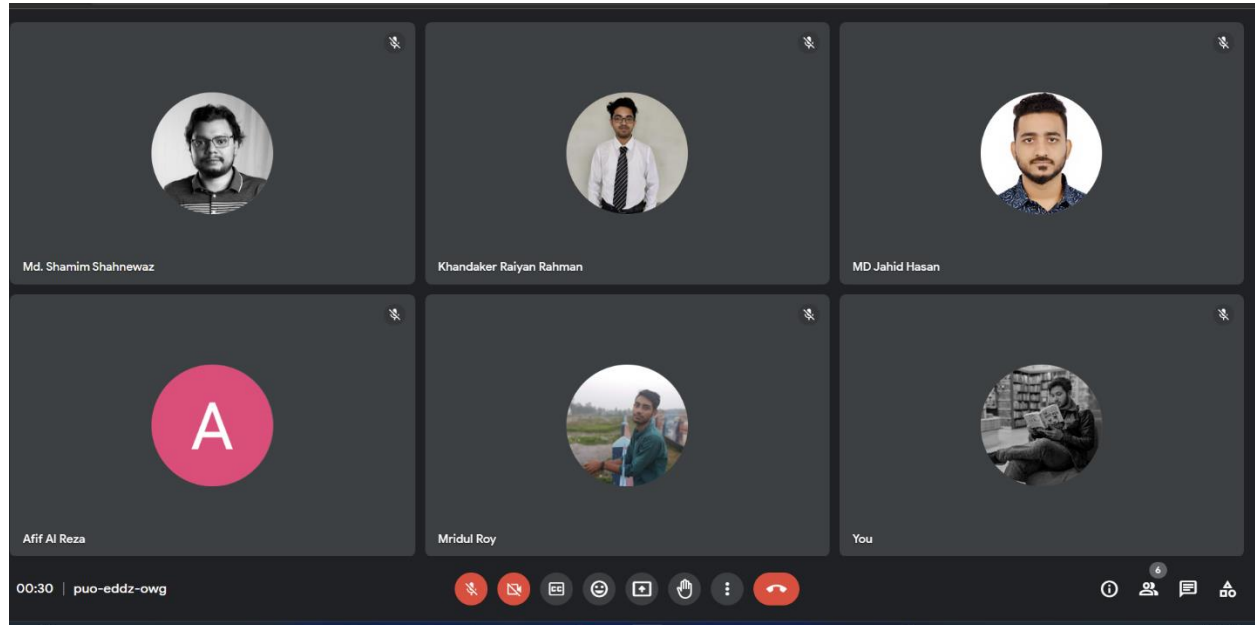 Md. Shamim Shahnewaz
Khandaker Raiyan Rahman
MD Jahid Hasan
A
Afif Al Reza
Mridul Roy
You
00:30 | puo-eddz-owg
CC
6